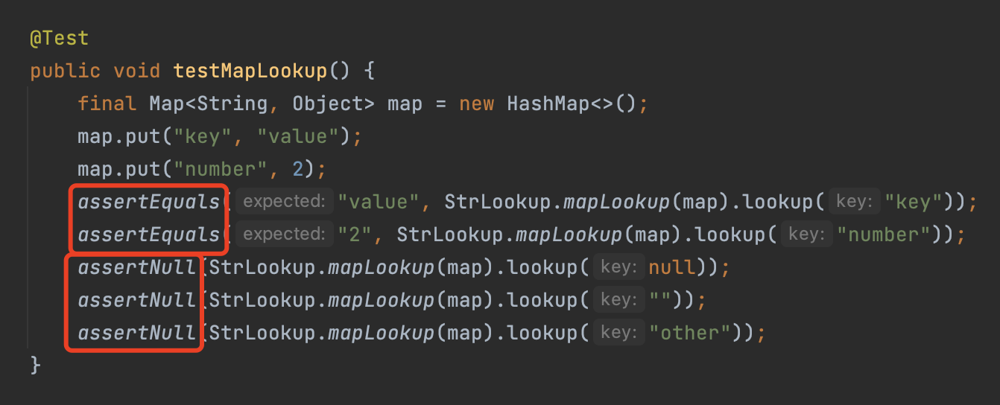 @Test
public void testMapLookup() {
final Map<String, Object> map = new HashMap<>();
map.put("key", "value");
map.put("number", 2);
assertEquals( expected: "value", StrLookup.mapLookup(map).lookup( key: "key"));
assertEquals( expected: "2", StrLookup.mapLookup(map).lookup( key: "number"));
assertNull(StrLookup.mapLookup(map).lookup( key: null));
assertNull(StrLookup.mapLookup(map).lookup( key: ""));
assertNull(StrLookup.mapLookup(map).lookup( key: "other"));
}